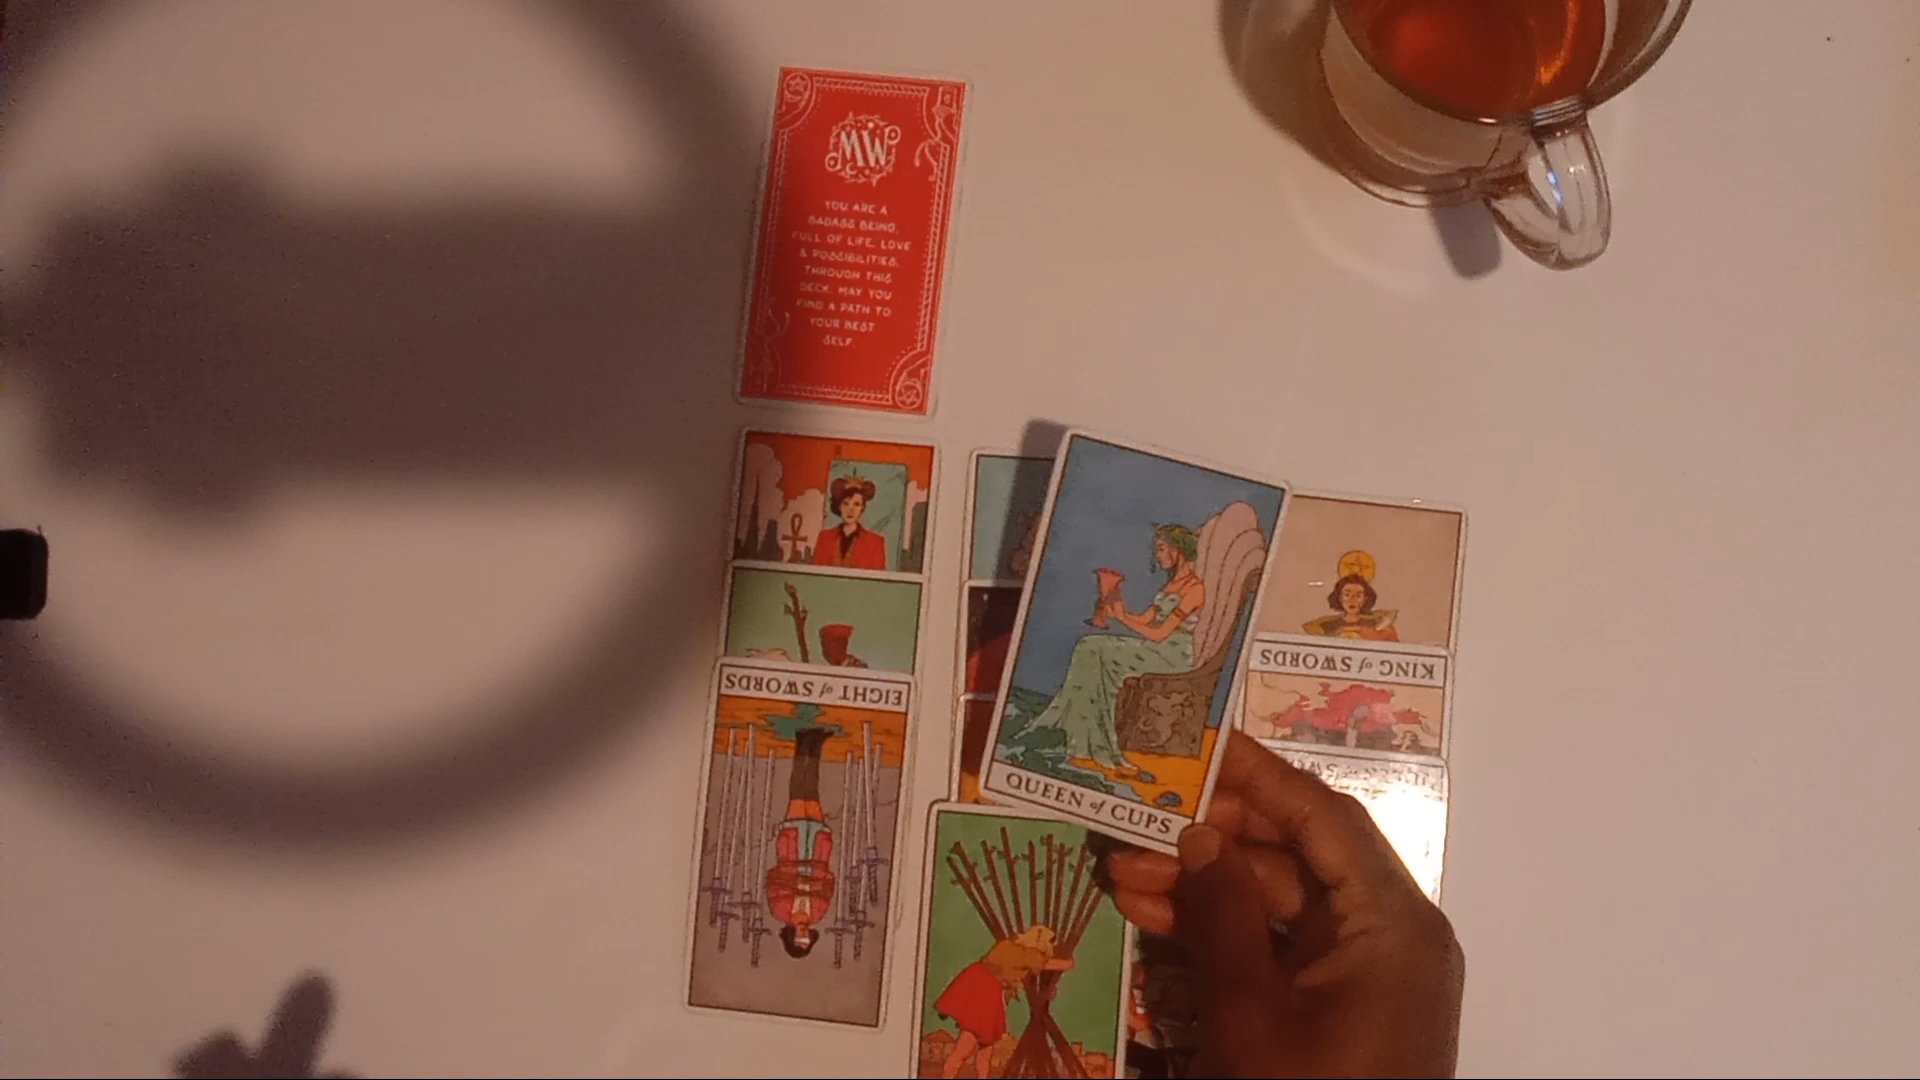 MW
YOU ARE A
BADASS BEING,
FULL OF LIFE, LOVE
& POSSIBILITIES.
THROUGH THIS
DECK, MAY YOU
FIND A PATH TO
YOUR BEST
SELF.
KING of SWORDS
EIGHT of SWORDS
QUEEN of CUPS